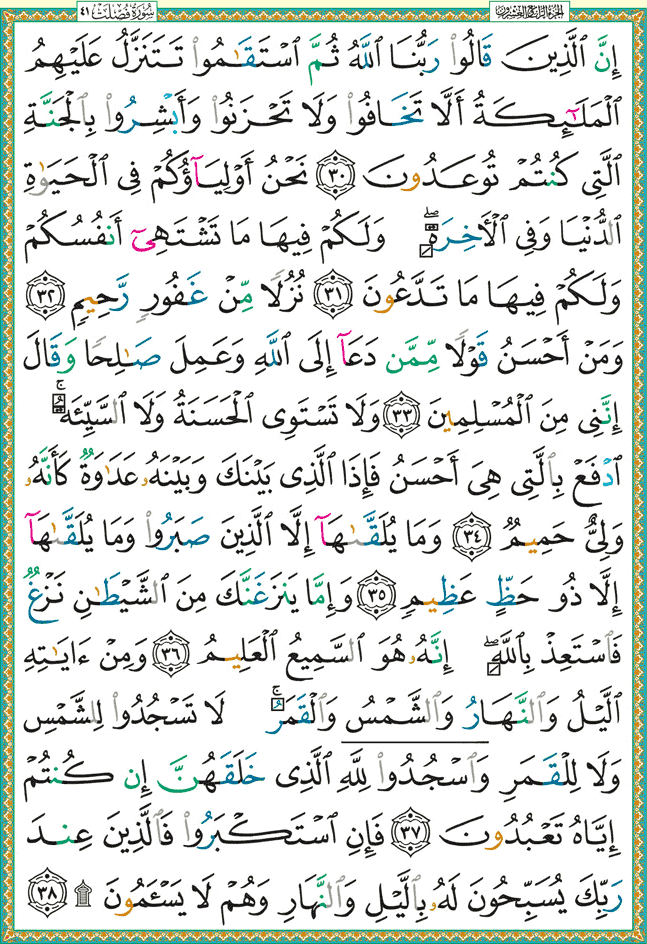 سُورَةُ فُصِّلَت ٤١
الجزء الرابع والعشرون
إِنَّ ٱلَّذِينَ قَالُوا۟ رَبُّنَا ٱللَّهُ ثُمَّ ٱسْتَقَـٰمُوا۟ تَتَنَزَّلُ عَلَيْهِمُ
ٱلْمَلَـٰٓئِكَةُ أَلَّا تَخَافُوا۟ وَلَا تَحْزَنُوا۟ وَأَبْشِرُوا۟ بِٱلْجَنَّةِ
ٱلَّتِى كُنتُمْ تُوعَدُونَ ٣٠ نَحْنُ أَوْلِيَآؤُكُمْ فِى ٱلْحَيَوٰةِ
ٱلدُّنْيَا وَفِى ٱلْـَٔاخِرَةِ ۖ وَلَكُمْ فِيهَا مَا تَشْتَهِىٓ أَنفُسُكُمْ
وَلَكُمْ فِيهَا مَا تَدَّعُونَ ٣١ نُزُلًا مِّنْ غَفُورٍ رَّحِيمٍ ٣٢
وَمَنْ أَحْسَنُ قَوْلًا مِّمَّن دَعَآ إِلَى ٱللَّهِ وَعَمِلَ صَـٰلِحًا وَقَالَ
إِنَّنِى مِنَ ٱلْمُسْلِمِينَ ٣٣ وَلَا تَسْتَوِى ٱلْحَسَنَةُ وَلَا ٱلسَّيِّئَةُ ۚ
ٱدْفَعْ بِٱلَّتِى هِىَ أَحْسَنُ فَإِذَا ٱلَّذِى بَيْنَكَ وَبَيْنَهُۥ عَدَٰوَةٌ كَأَنَّهُۥ
وَلِىٌّ حَمِيمٌ ٣٤ وَمَا يُلَقَّىٰهَآ إِلَّا ٱلَّذِينَ صَبَرُوا۟ وَمَا يُلَقَّىٰهَآ
إِلَّا ذُو حَظٍّ عَظِيمٍ ٣٥ وَإِمَّا يَنزَغَنَّكَ مِنَ ٱلشَّيْطَـٰنِ نَزْغٌ
فَٱسْتَعِذْ بِٱللَّهِ ۖ إِنَّهُۥ هُوَ ٱلسَّمِيعُ ٱلْعَلِيمُ ٣٦ وَمِنْ ءَايَـٰتِهِ
ٱلَّيْلُ وَٱلنَّهَارُ وَٱلشَّمْسُ وَٱلْقَمَرُ ۚ لَا تَسْجُدُوا۟ لِلشَّمْسِ
وَلَا لِلْقَمَرِ وَٱسْجُدُوا۟ لِلَّهِ ٱلَّذِى خَلَقَهُنَّ إِن كُنتُمْ
إِيَّاهُ تَعْبُدُونَ ٣٧ فَإِنِ ٱسْتَكْبَرُوا۟ فَٱلَّذِينَ عِندَ
رَبِّكَ يُسَبِّحُونَ لَهُۥ بِٱلَّيْلِ وَٱلنَّهَارِ وَهُمْ لَا يَسْـَٔمُونَ ۩ ٣٨